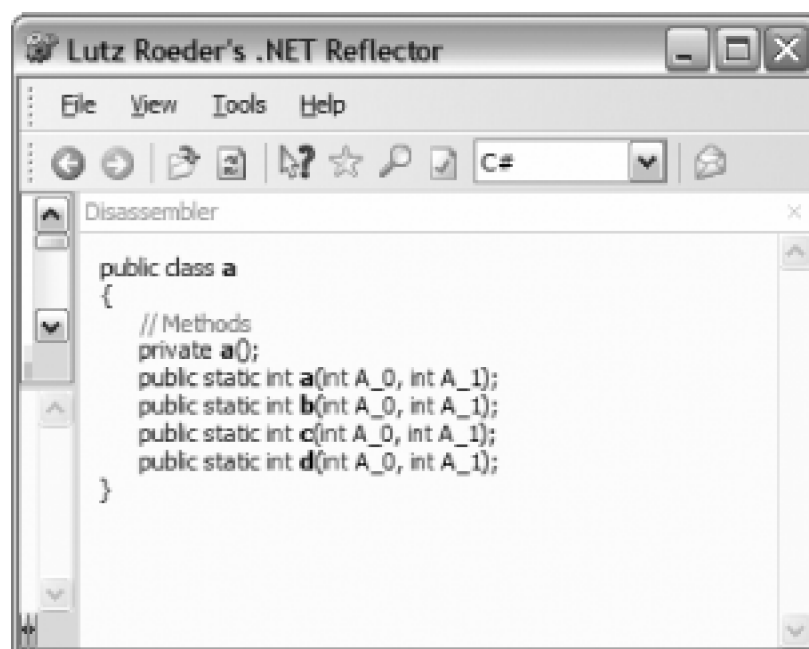 Lutz Roeder's .NET Reflector
File View Tools Help
C#
Disassembler
public class a
{
// Methods
private a();
public static int a(int A_0, int A_1);
public static int b(int A_0, int A_1);
public static int c(int A_0, int A_1);
public static int d(int A_0, int A_1);
}